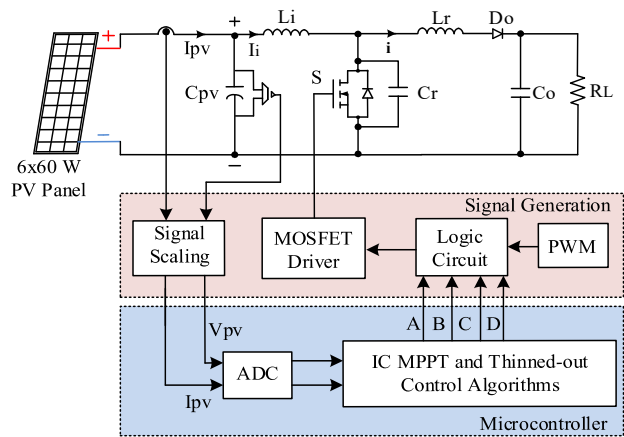 +
Ipv
+
Ii
Li
i
Lr
Do
S
Cpv
Cr
Co
RL
−
−
6x60 W
PV Panel
Signal Generation
Signal
Scaling
MOSFET
Driver
Logic
Circuit
PWM
A B C D
Vpv
Ipv
ADC
IC MPPT and Thinned-out
Control Algorithms
Microcontroller